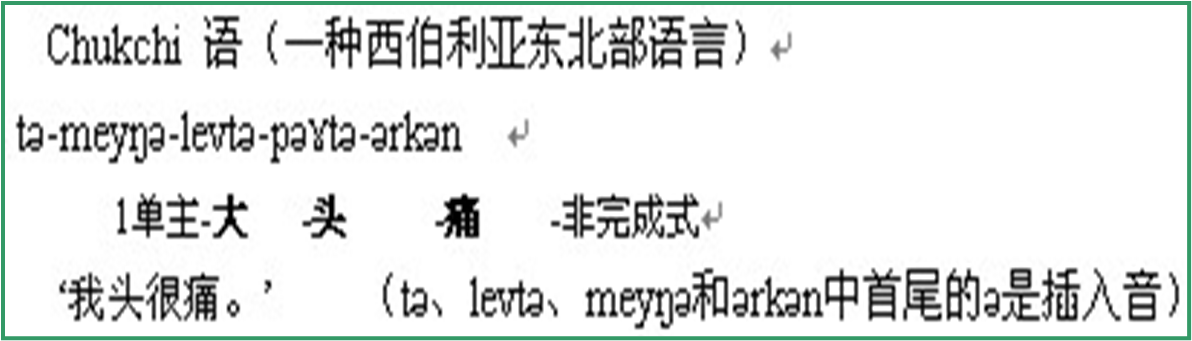 Chukchi 语（一种西伯利亚东北部语言）↵
tə-meyŋə-levtə-pəɣtə-ərkən ↵
1单主-大 -头 -痛 -非完成式↵
‘我头很痛。’ （tə、levtə、meyŋə和ərkən中首尾的ə是插入音）